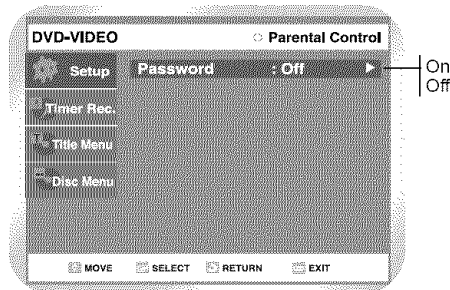 DVD-VIDEO
Parental Control
Setup
Password : Off
On
Off
Timer Rec.
Title Menu
Disc Menu
MOVE SELECT RETURN EXIT